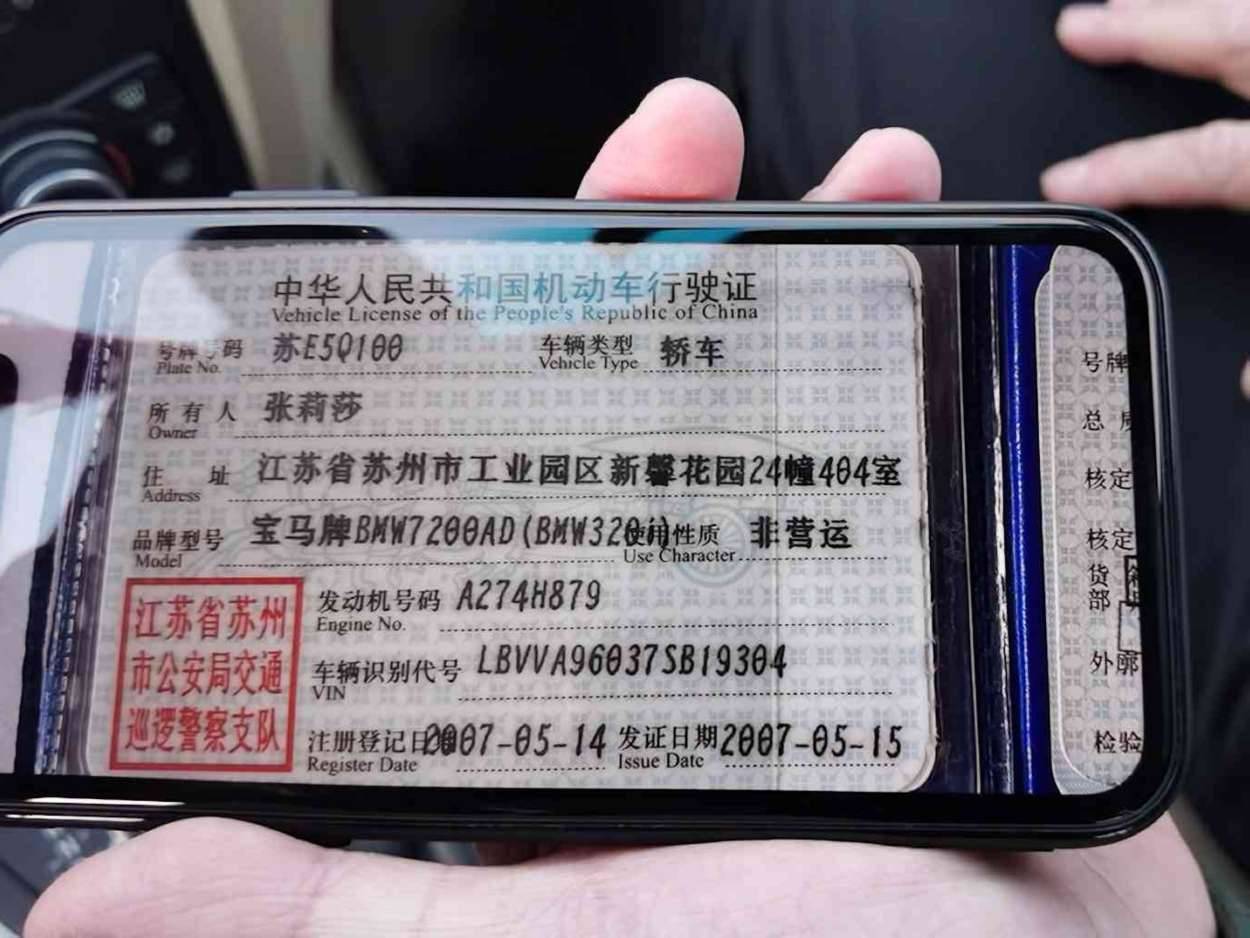 中华人民共和国机动车行驶证
Vehicle License of the People's Republic of China
号牌号码 苏E5Q100 车辆类型 轿车
Plate No. Vehicle Type
所有人 张莉莎
Owner
住址 江苏省苏州市工业园区新馨花园24幢404室
Address
品牌型号 宝马牌BMW7200AD(BMW320i) 使用性质 非营运
Model Use Character
发动机号码 A274H879
Engine No.
车辆识别代号 LBVVA96037SB19304
VIN
注册登记日期 2007-05-14 发证日期 2007-05-15
Register Date Issue Date
江苏省苏州
市公安局交通
巡逻警察支队
号牌
总质
核定
核定
货
部
外廓
检验